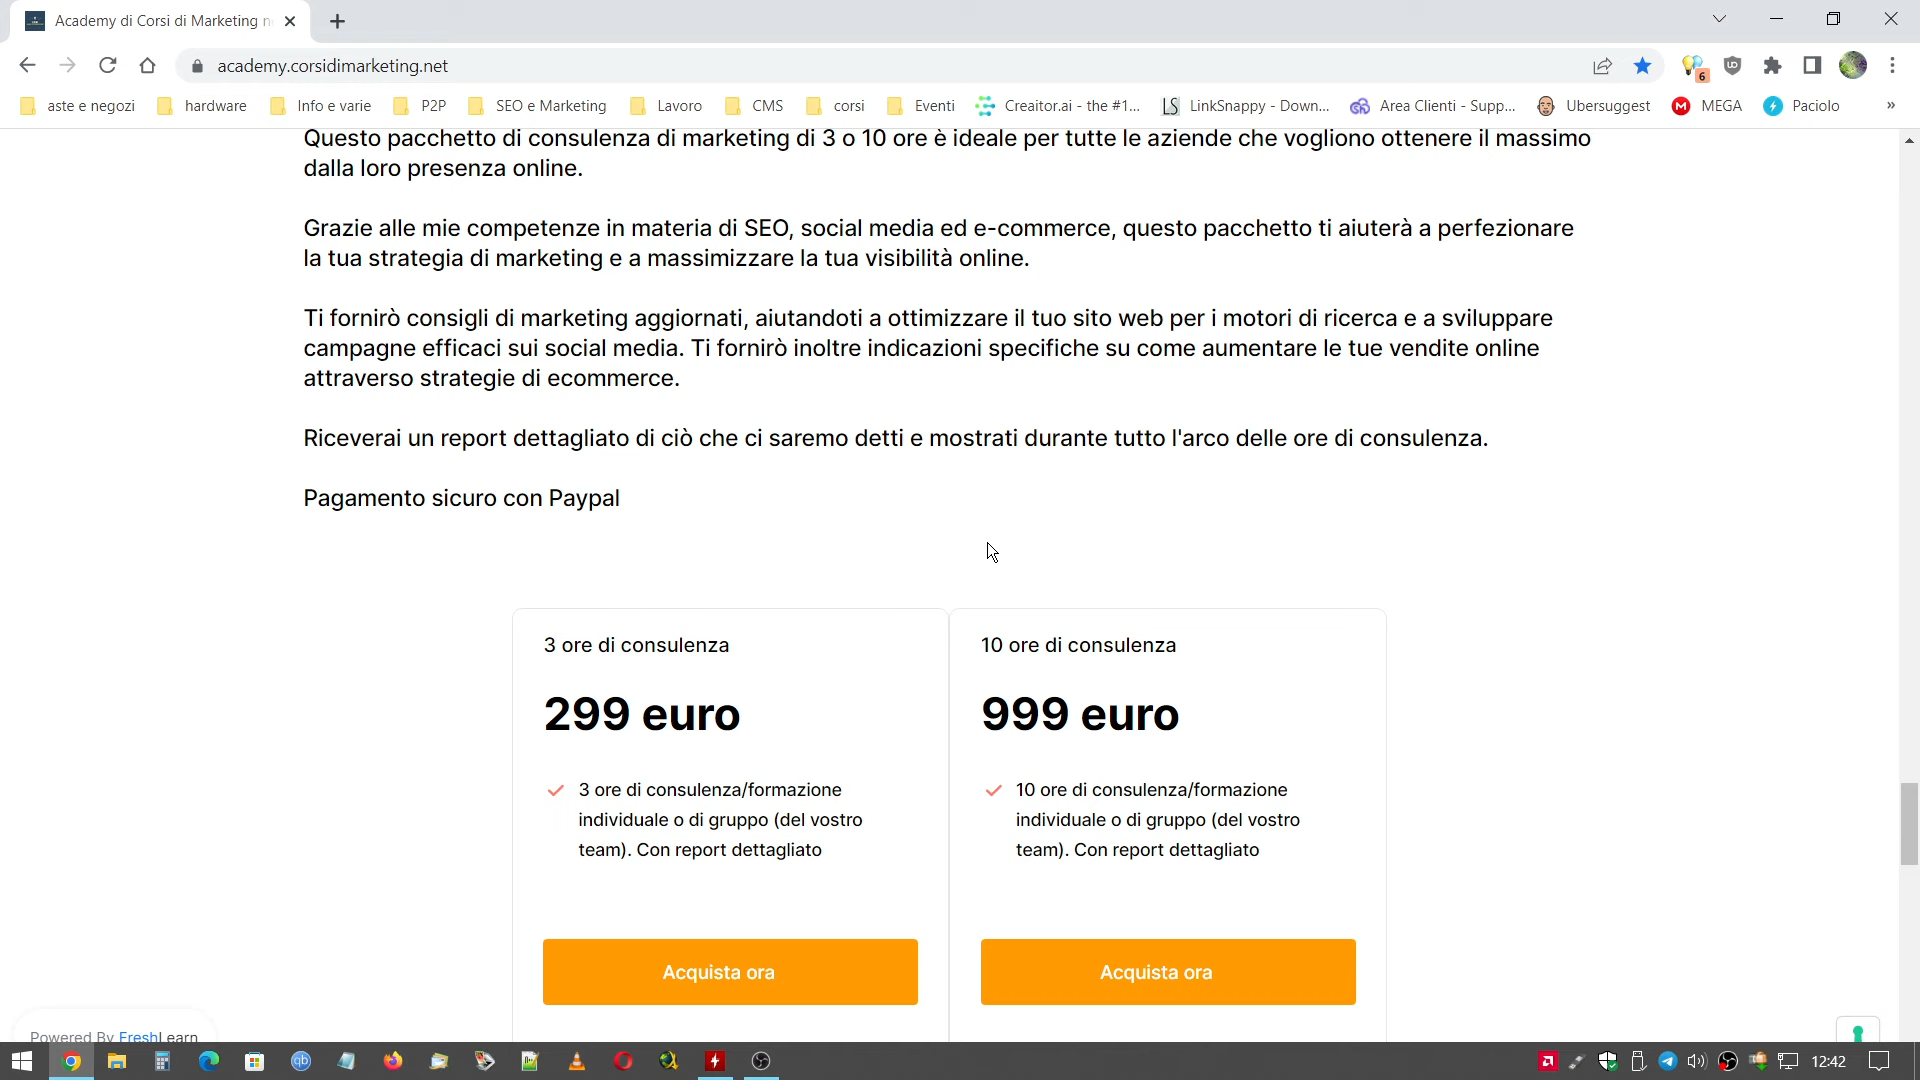 Academy di Corsi di Marketing n
academy.corsidimarketing.net
6
aste e negozi hardware Info e varie P2P SEO e Marketing Lavoro CMS corsi Eventi Creaitor.ai - the #1... LS LinkSnappy - Down... Area Clienti - Supp... Ubersuggest M MEGA Paciolo »
Questo pacchetto di consulenza di marketing di 3 o 10 ore è ideale per tutte le aziende che vogliono ottenere il massimo
dalla loro presenza online.
Grazie alle mie competenze in materia di SEO, social media ed e-commerce, questo pacchetto ti aiuterà a perfezionare
la tua strategia di marketing e a massimizzare la tua visibilità online.
Ti fornirò consigli di marketing aggiornati, aiutandoti a ottimizzare il tuo sito web per i motori di ricerca e a sviluppare
campagne efficaci sui social media. Ti fornirò inoltre indicazioni specifiche su come aumentare le tue vendite online
attraverso strategie di ecommerce.
Riceverai un report dettagliato di ciò che ci saremo detti e mostrati durante tutto l'arco delle ore di consulenza.
Pagamento sicuro con Paypal
3 ore di consulenza
299 euro
3 ore di consulenza/formazione
individuale o di gruppo (del vostro
team). Con report dettagliato
Acquista ora
10 ore di consulenza
999 euro
10 ore di consulenza/formazione
individuale o di gruppo (del vostro
team). Con report dettagliato
Acquista ora
Powered By FreshLearn
qb
12:42